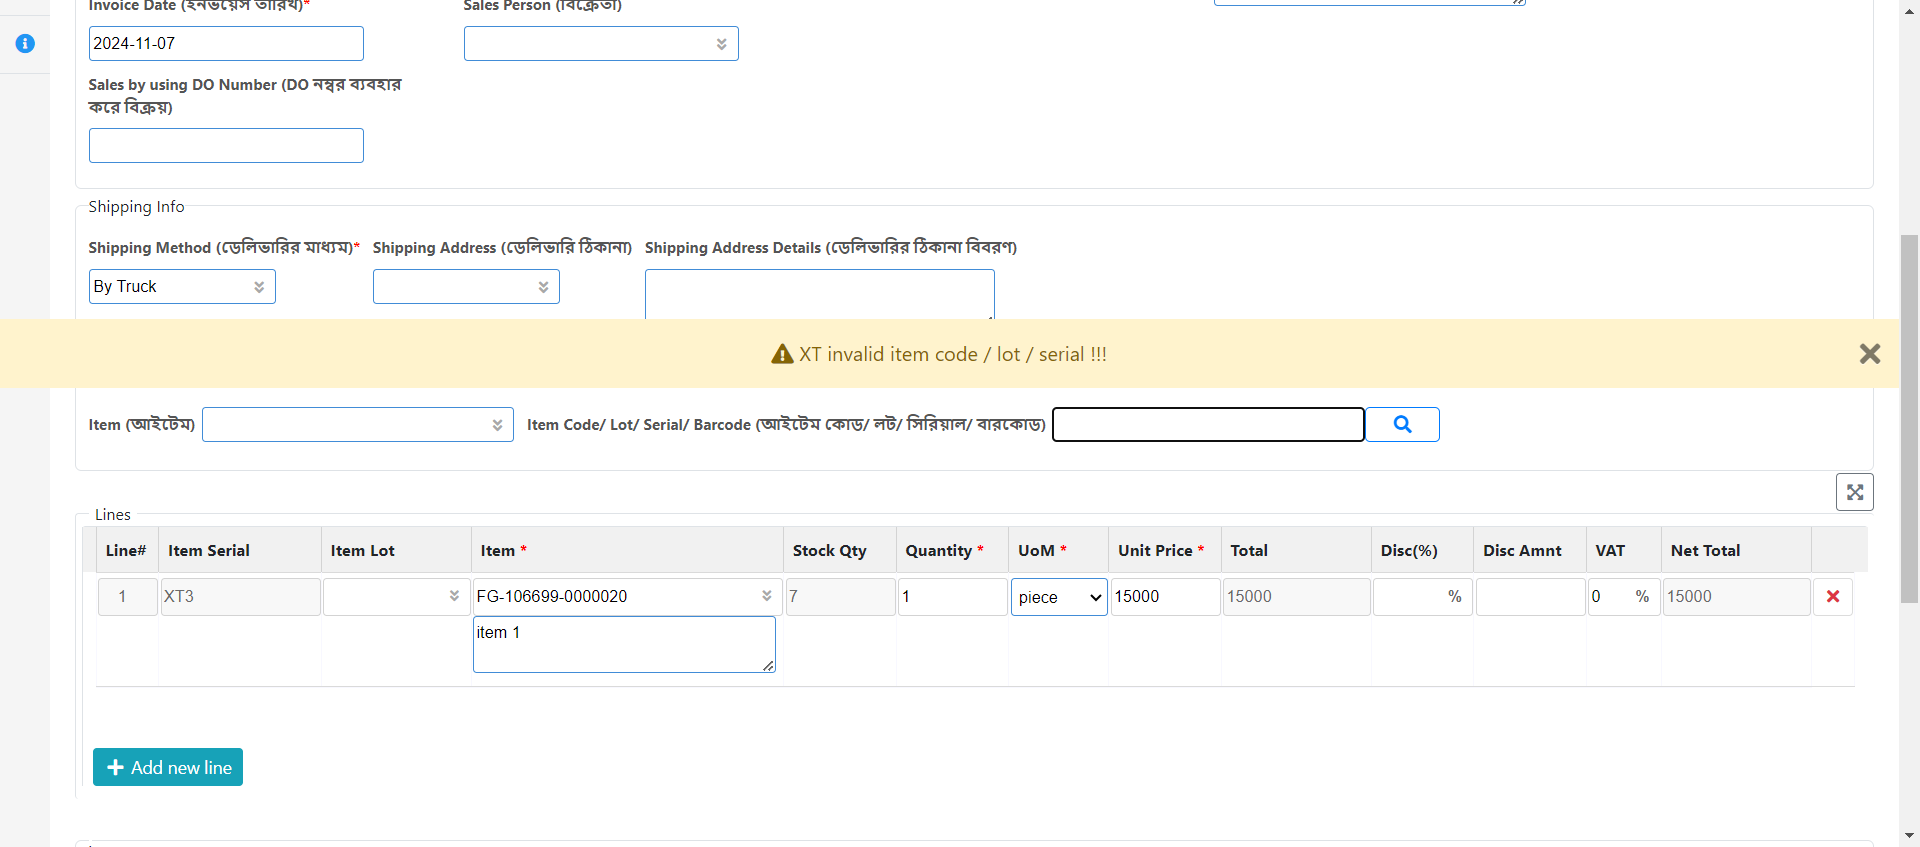 Invoice Date (ইনভয়েস তারিখ)*
Sales Person (বিক্রেতা)
2024-11-07
Sales by using DO Number (DO নম্বর ব্যবহার
করে বিক্রয়)
Shipping Info
Shipping Method (ডেলিভারির মাধ্যম)*
Shipping Address (ডেলিভারি ঠিকানা)
Shipping Address Details (ডেলিভারির ঠিকানা বিবরণ)
By Truck
XT invalid item code / lot / serial !!!
Item (আইটেম)
Item Code/ Lot/ Serial/ Barcode (আইটেম কোড/ লট/ সিরিয়াল/ বারকোড)
Lines
Line# Item Serial Item Lot Item * Stock Qty Quantity * UoM * Unit Price * Total Disc(%) Disc Amnt VAT Net Total
1 XT3 FG-106699-0000020 7 1 piece 15000 15000 % 0 % 15000
item 1
Add new line